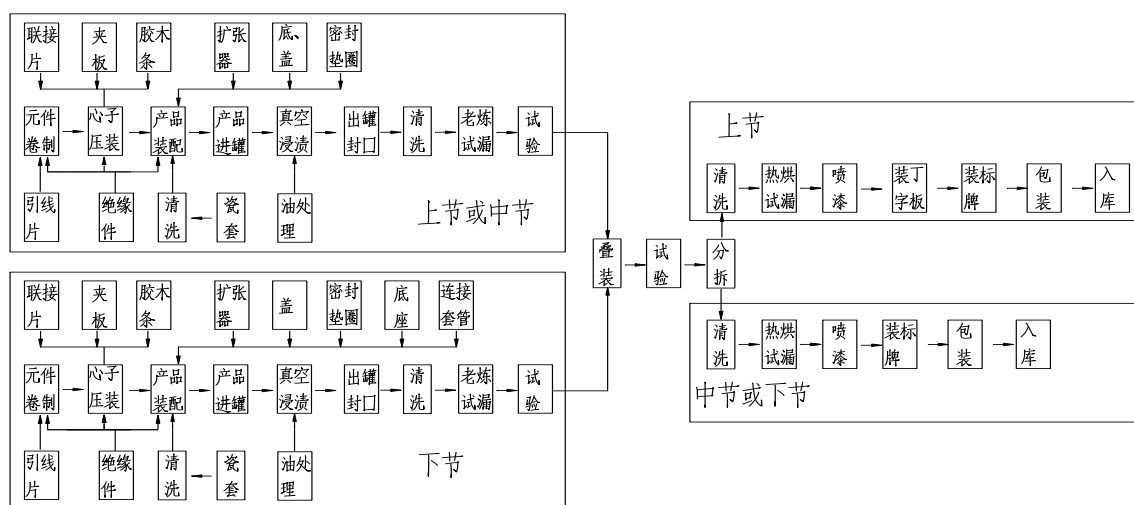 联接片
夹板
胶木条
扩张器
底、盖
密封垫圈
元件卷制
心子压装
产品装配
产品进罐
真空浸渍
出罐封口
清洗
老炼试漏
试验
引线片
绝缘件
清洗
瓷套
油处理
上节或中节
联接片
夹板
胶木条
扩张器
盖
密封垫圈
底座
连接套管
元件卷制
心子压装
产品装配
产品进罐
真空浸渍
出罐封口
清洗
老炼试漏
试验
引线片
绝缘件
清洗
瓷套
油处理
下节
叠装
试验
分拆
上节
清洗
热烘试漏
喷漆
装丁字板
装标牌
包装
入库
清洗
热烘试漏
喷漆
装标牌
包装
入库
中节或下节